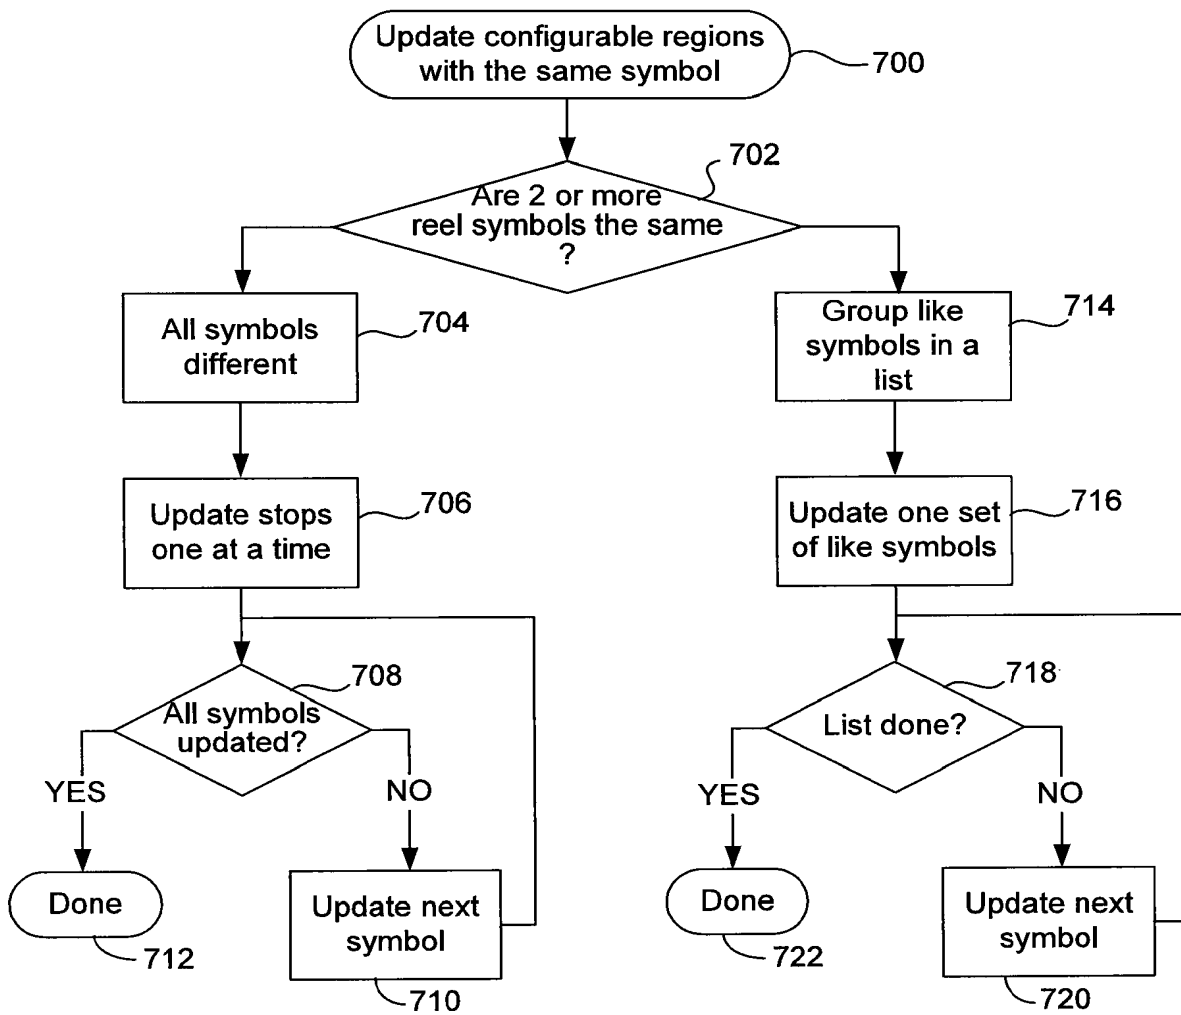 Update configurable regions
with the same symbol
700
702
Are 2 or more
reel symbols the same
?
All symbols
different
704
Group like
symbols in a
list
714
Update stops
one at a time
706
Update one set
of like symbols
716
All symbols
updated?
708
List done?
718
YES
NO
YES
NO
Done
712
Update next
symbol
710
Done
722
Update next
symbol
720